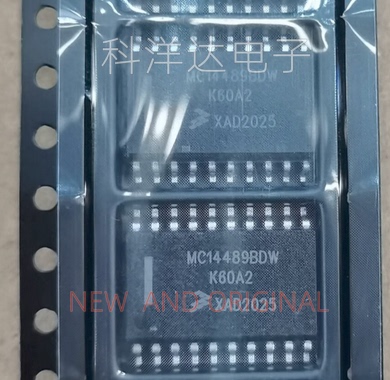 科洋达电子
MC14489BDW
K60A2
XAD2025
MC14489BDW
K60A2
NEW AND ORIGINAL
XAD2025